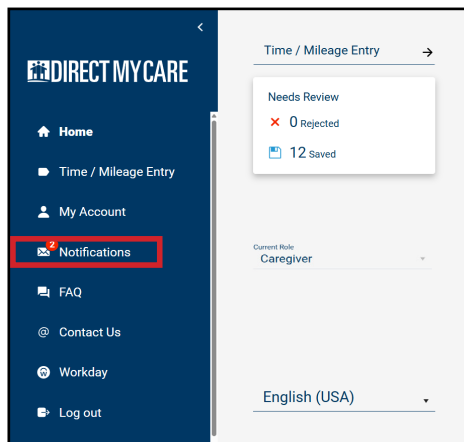 DIRECT MY CARE
Home
Time / Mileage Entry
My Account
2
Notifications
FAQ
@ Contact Us
Workday
Log out
Time / Mileage Entry →
Needs Review
0 Rejected
12 Saved
Current Role
Caregiver
English (USA)